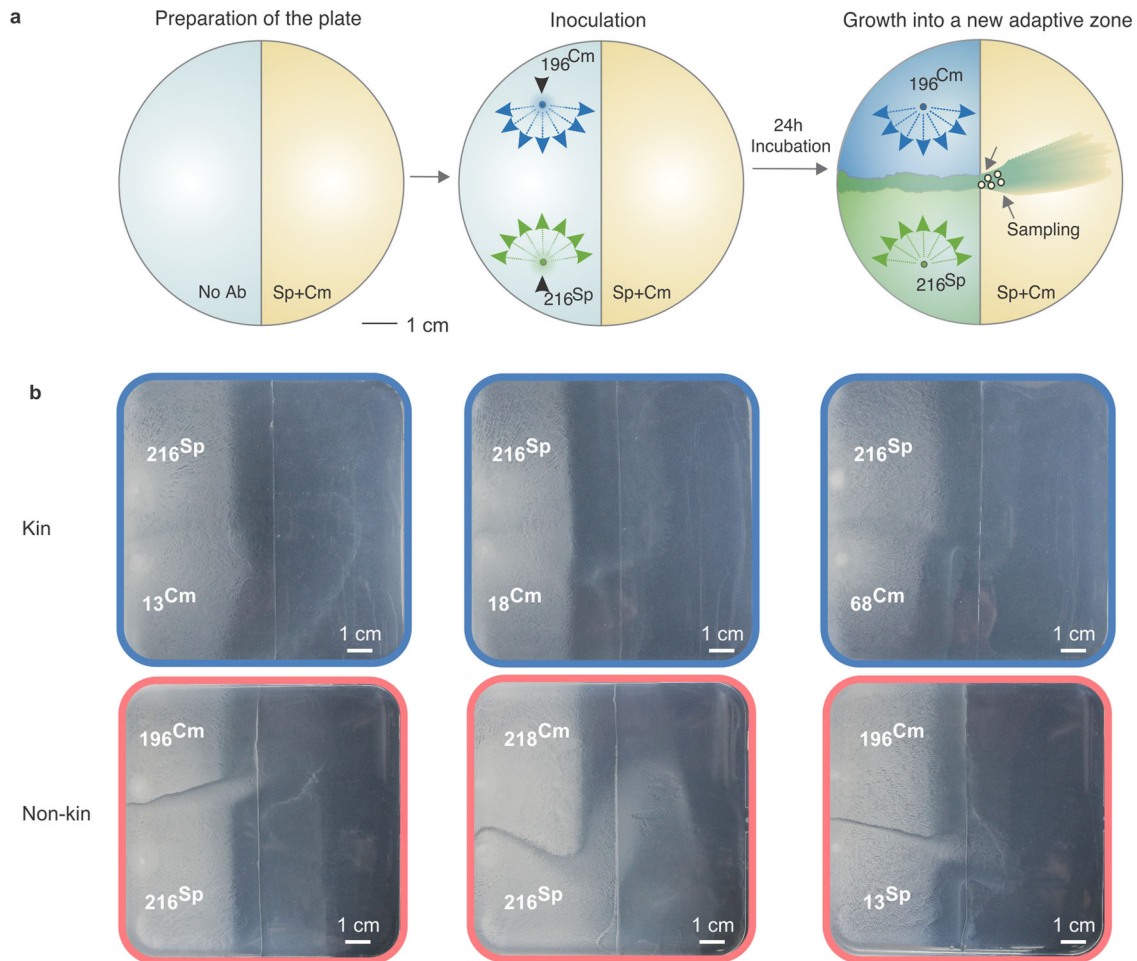 a
Preparation of the plate
Inoculation
Growth into a new adaptive zone
No Ab
Sp+Cm
1 cm
196Cm
216Sp
Sp+Cm
24h
Incubation
196Cm
216Sp
Sampling
Sp+Cm
b
Kin
216Sp
13Cm
1 cm
216Sp
18Cm
1 cm
216Sp
68Cm
1 cm
Non-kin
196Cm
216Sp
1 cm
218Cm
216Sp
1 cm
196Cm
13Sp
1 cm